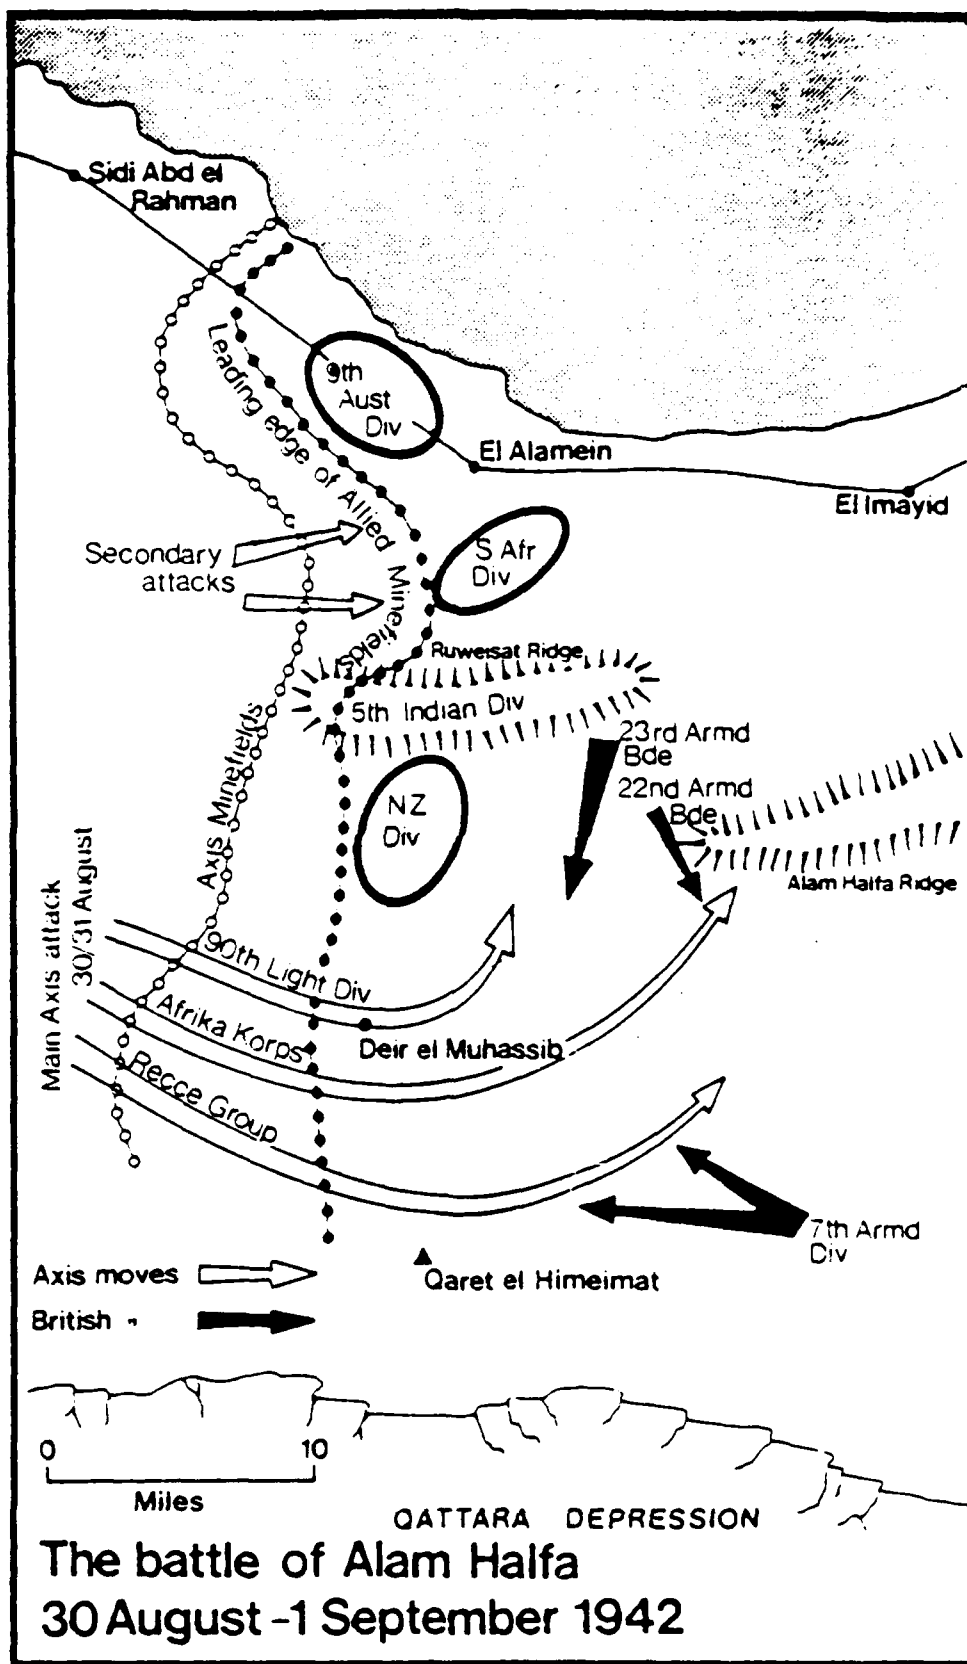 Sidi Abd el
Rahman
Leading edge of Allied Minefields
9th
Aust
Div
El Alamein
El Imayid
Secondary
attacks
S Afr
Div
Ruweisat Ridge
5th Indian Div
23rd Armd
Bde
22nd Armd
Bde
NZ
Div
Axis Minefields
Alam Halfa Ridge
Main Axis attack
30/31 August
90th Light Div
Afrika Korps
Deir el Muhassib
Recce Group
7th Armd
Div
Axis moves
Qaret el Himeimat
British "
0 10
Miles
QATTARA DEPRESSION
The battle of Alam Halfa
30 August - 1 September 1942